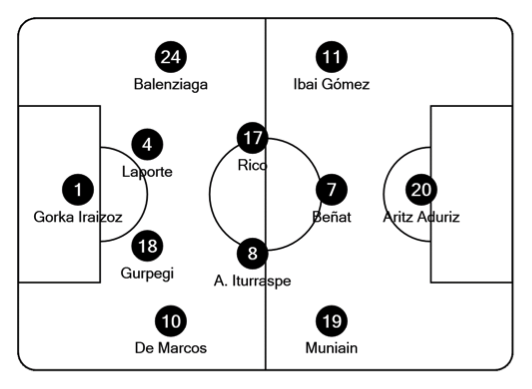 24
Balenziaga
11
Ibai Gómez
4
Laporte
17
Rico
1
Gorka Iraizoz
7
Beñat
20
Aritz Aduriz
18
Gurpegi
8
A. Iturraspe
10
De Marcos
19
Muniain